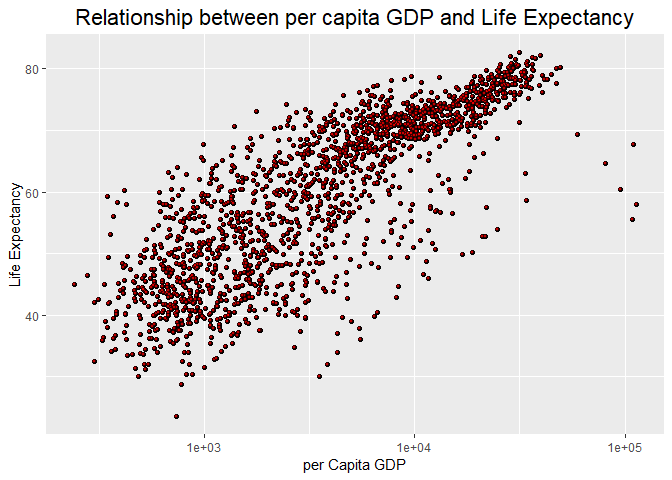 Relationship between per capita GDP and Life Expectancy
80
60
40
Life Expectancy
1e+03 1e+04 1e+05
per Capita GDP